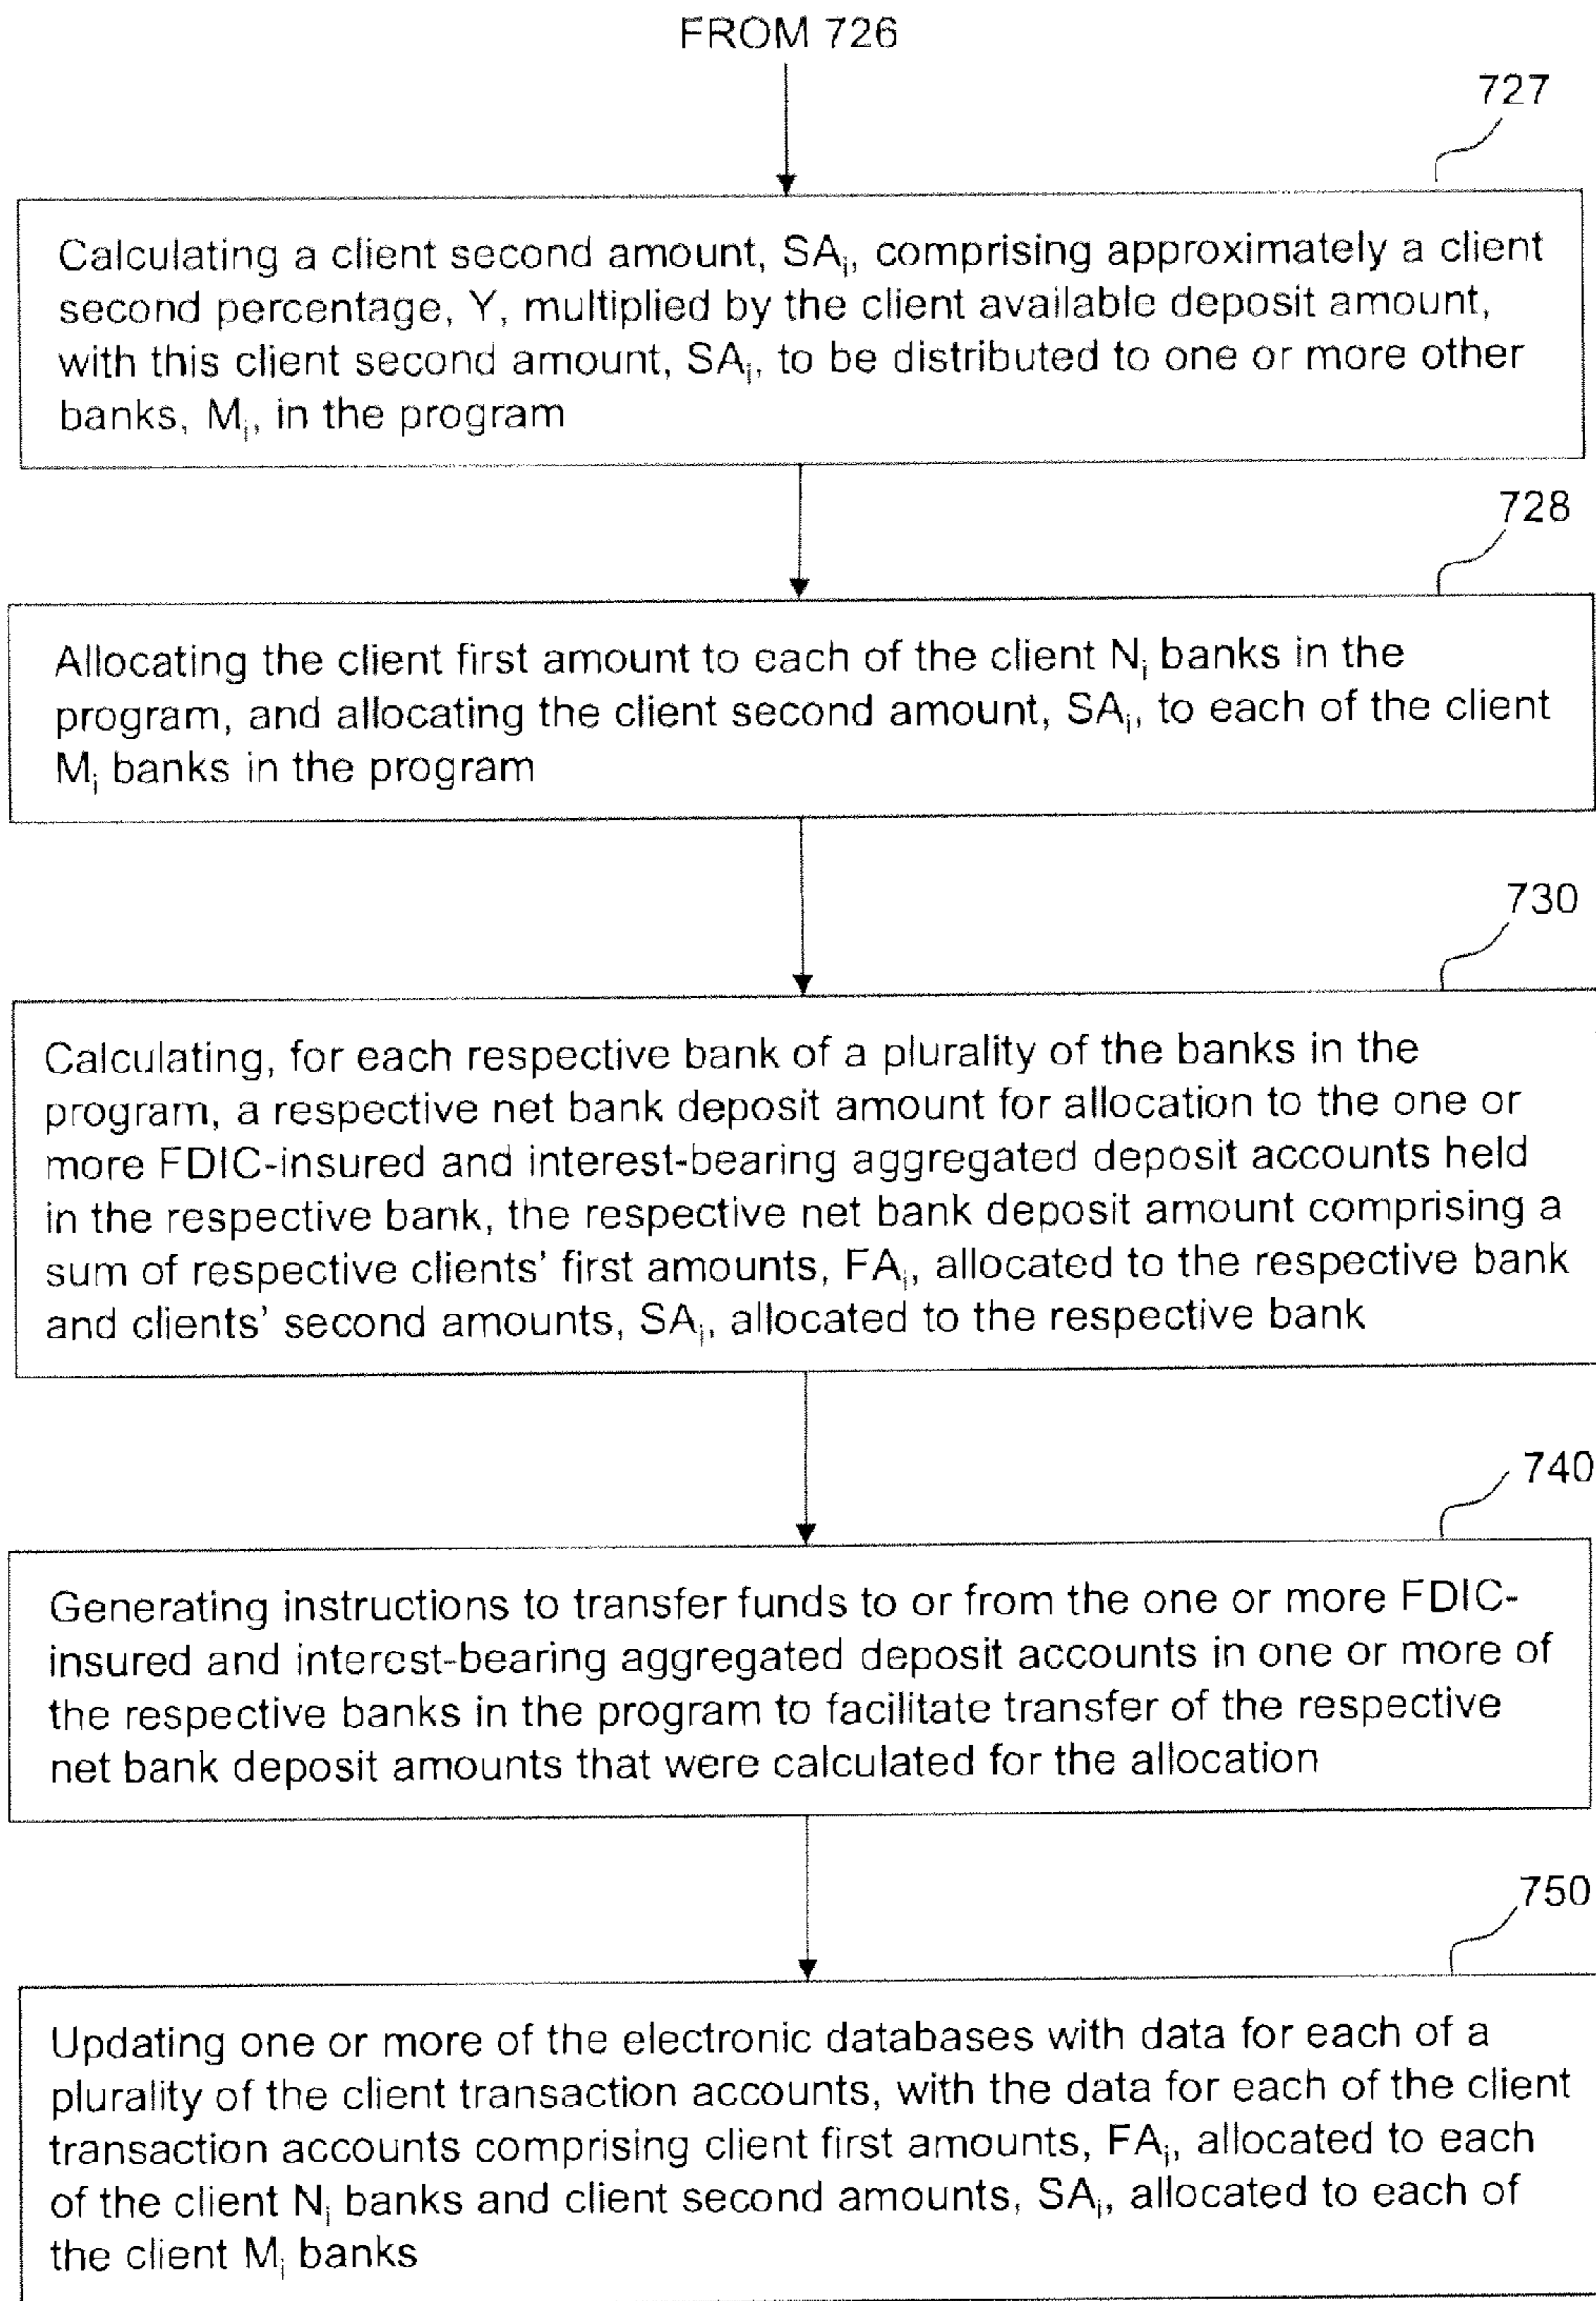 FROM 726
727
Calculating a client second amount, SAᵢ, comprising approximately a client
second percentage, Y, multiplied by the client available deposit amount,
with this client second amount, SAᵢ, to be distributed to one or more other
banks, Mᵢ, in the program
728
Allocating the client first amount to each of the client Nᵢ banks in the
program, and allocating the client second amount, SAᵢ, to each of the client
Mᵢ banks in the program
730
Calculating, for each respective bank of a plurality of the banks in the
program, a respective net bank deposit amount for allocation to the one or
more FDIC-insured and interest-bearing aggregated deposit accounts held
in the respective bank, the respective net bank deposit amount comprising a
sum of respective clients' first amounts, FAᵢ, allocated to the respective bank
and clients' second amounts, SAᵢ, allocated to the respective bank
740
Generating instructions to transfer funds to or from the one or more FDIC-
insured and interest-bearing aggregated deposit accounts in one or more of
the respective banks in the program to facilitate transfer of the respective
net bank deposit amounts that were calculated for the allocation
750
Updating one or more of the electronic databases with data for each of a
plurality of the client transaction accounts, with the data for each of the client
transaction accounts comprising client first amounts, FAᵢ, allocated to each
of the client Nᵢ banks and client second amounts, SAᵢ, allocated to each of
the client Mᵢ banks